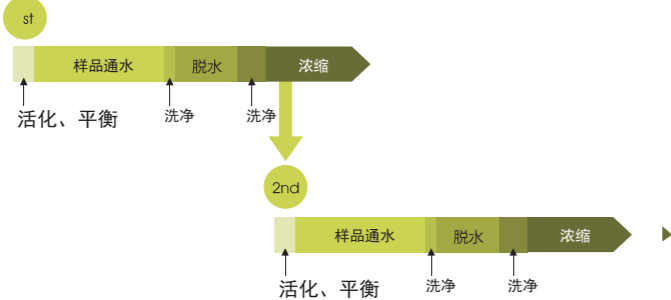 st
样品通水 脱水 浓缩
活化、平衡 洗净 洗净
2nd
样品通水 脱水 浓缩
活化、平衡 洗净 洗净